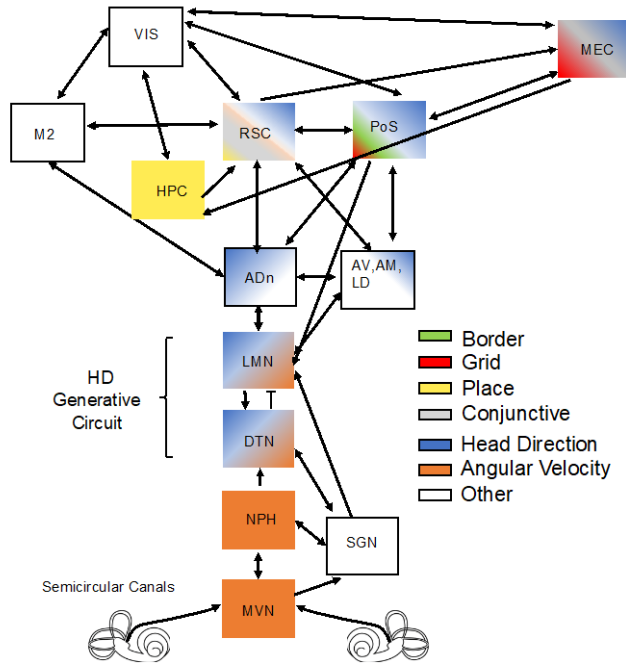 VIS
MEC
M2
RSC
PoS
HPC
ADn
AV,AM,
LD
LMN
HD
Generative
Circuit
DTN
NPH
SGN
MVN
Semicircular Canals
Border
Grid
Place
Conjunctive
Head Direction
Angular Velocity
Other